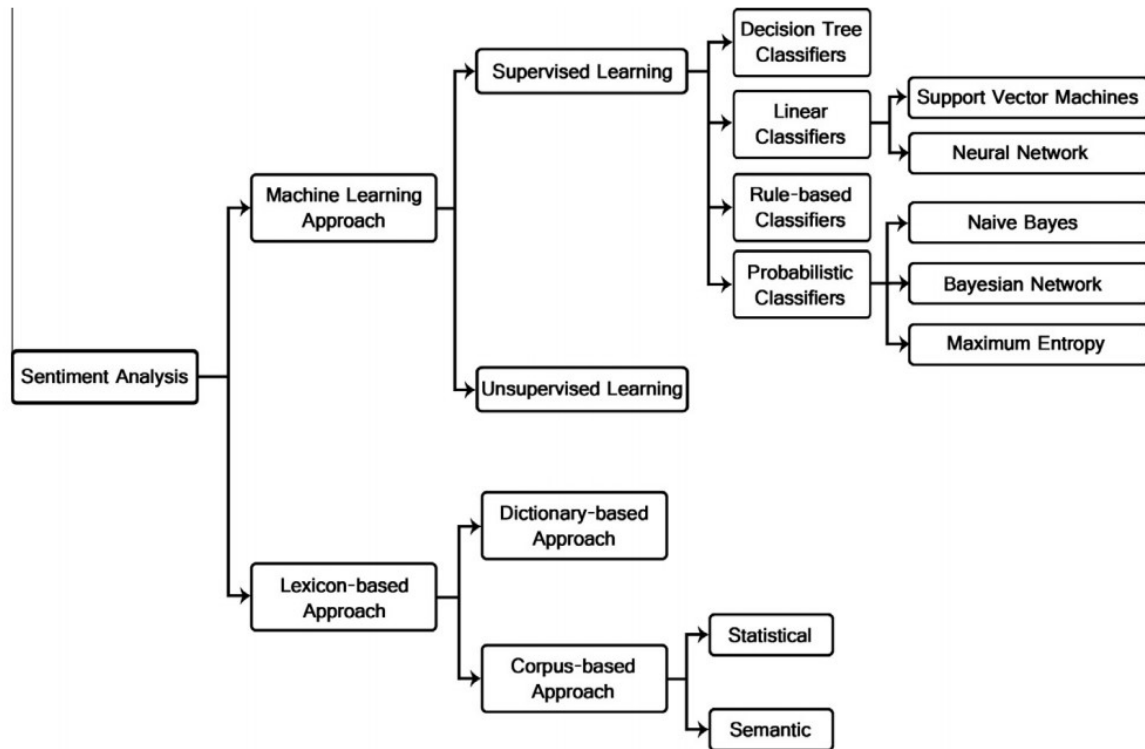 Decision Tree
Classifiers
Supervised Learning
Support Vector Machines
Linear
Classifiers
Neural Network
Machine Learning
Approach
Rule-based
Classifiers
Naive Bayes
Probabilistic
Classifiers
Bayesian Network
Maximum Entropy
Sentiment Analysis
Unsupervised Learning
Dictionary-based
Approach
Lexicon-based
Approach
Statistical
Corpus-based
Approach
Semantic